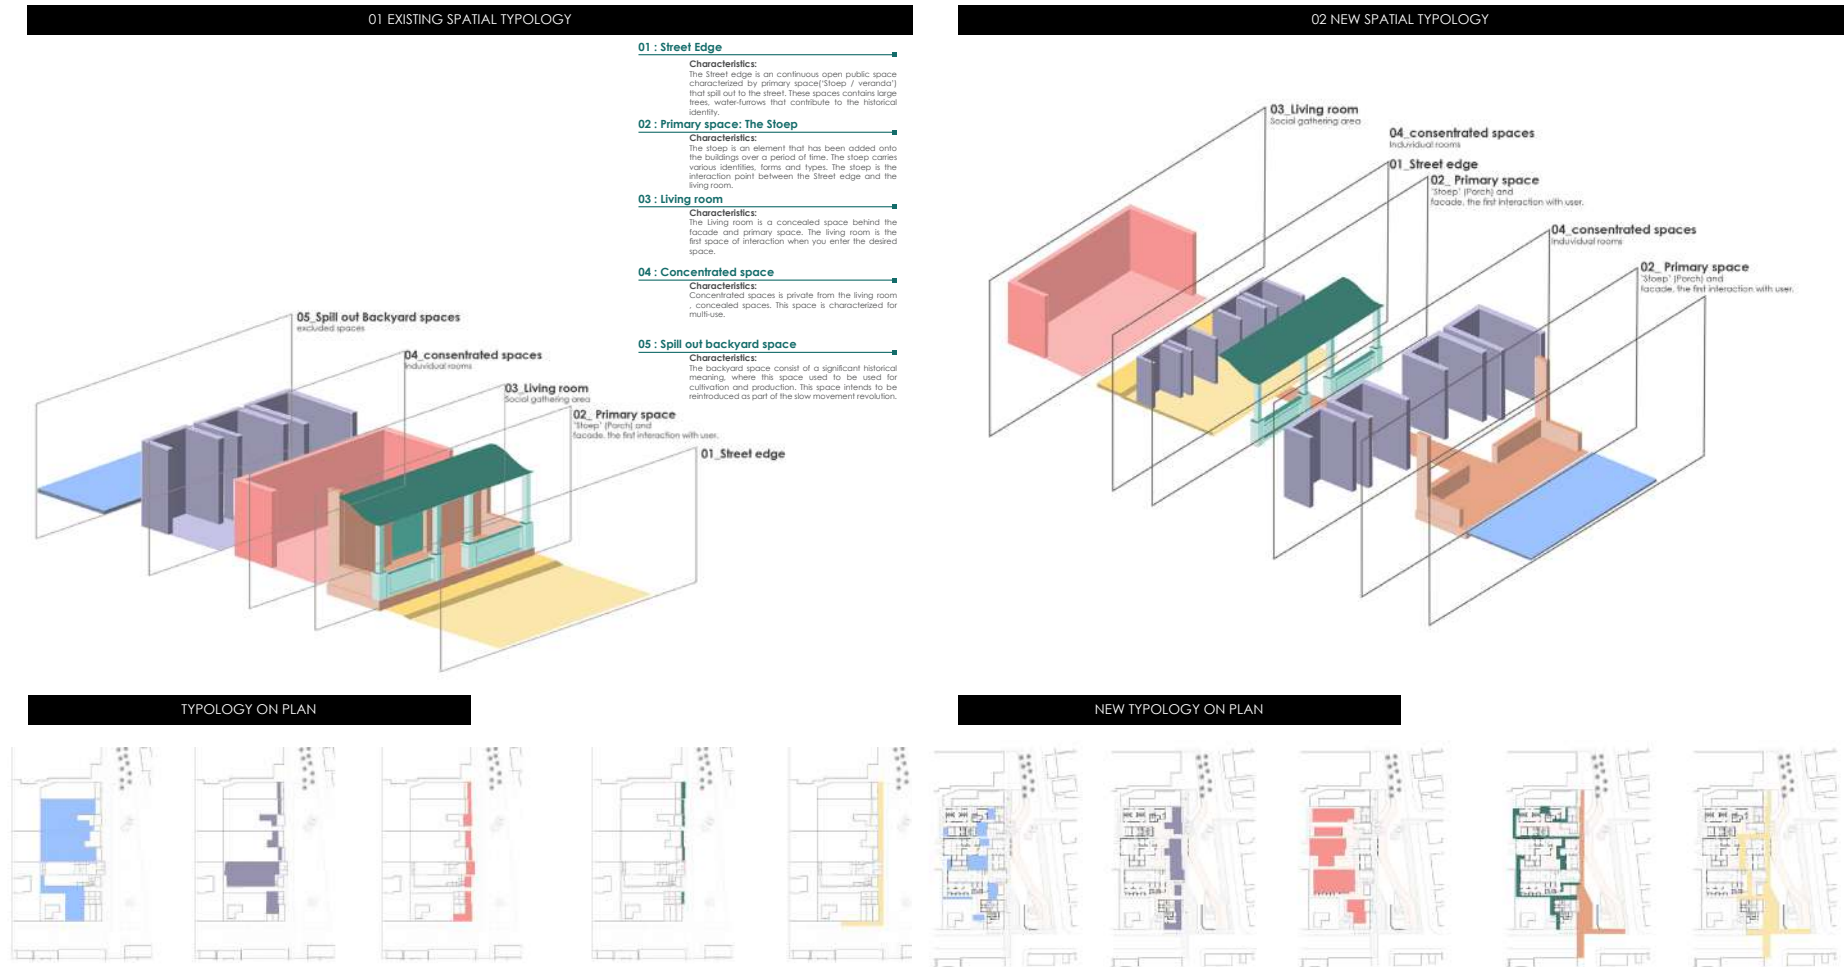 01 EXISTING SPATIAL TYPOLOGY
01 : Street Edge
Characteristics:
The Street edge is an continuous open public space
characterized by primary space('Stoep / veranda')
that spill out to the street. These spaces contains large
trees, water-furrows that contribute to the historical
identity.
02 : Primary space: The Stoep
Characteristics:
The stoep is an element that has been added onto
the buildings over a period of time. The stoep carries
various identities, forms and types. The stoep is the
interaction point between the Street edge and the
living room.
03 : Living room
Characteristics:
The Living room is a concealed space behind the
facade and primary space. The living room is the
first space of interaction when you enter the desired
space.
04 : Concentrated space
Characteristics:
Concentrated spaces is private from the living room
, concealed spaces. This space is characterized for
multi-use.
05 : Spill out backyard space
Characteristics:
The backyard space consist of a significant historical
meaning, where this space used to be used for
cultivation and production. This space intends to be
reintroduced as part of the slow movement revolution.
05_Spill out Backyard spaces
excluded spaces
04_consentrated spaces
Induvidual rooms
03_Living room
Social gathering area
02_ Primary space
'Stoep' (Porch) and
facade, the first interaction with user.
01_Street edge
02 NEW SPATIAL TYPOLOGY
03_Living room
Social gathering area
04_consentrated spaces
Induvidual rooms
01_Street edge
02_ Primary space
'Stoep' (Porch) and
facade, the first interaction with user.
04_consentrated spaces
Induvidual rooms
02_ Primary space
'Stoep' (Porch) and
facade, the first interaction with user.
TYPOLOGY ON PLAN
NEW TYPOLOGY ON PLAN